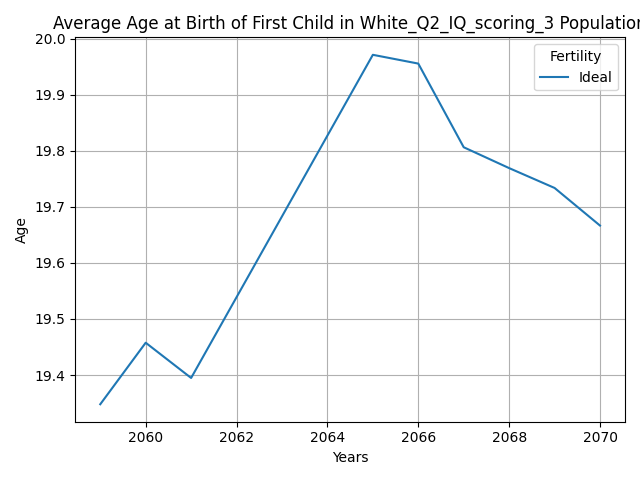 Average Age at Birth of First Child in White_Q2_IQ_scoring_3 Population
20.0
19.9
19.8
19.7
19.6
19.5
19.4
Age
Fertility
Ideal
2060 2062 2064 2066 2068 2070
Years